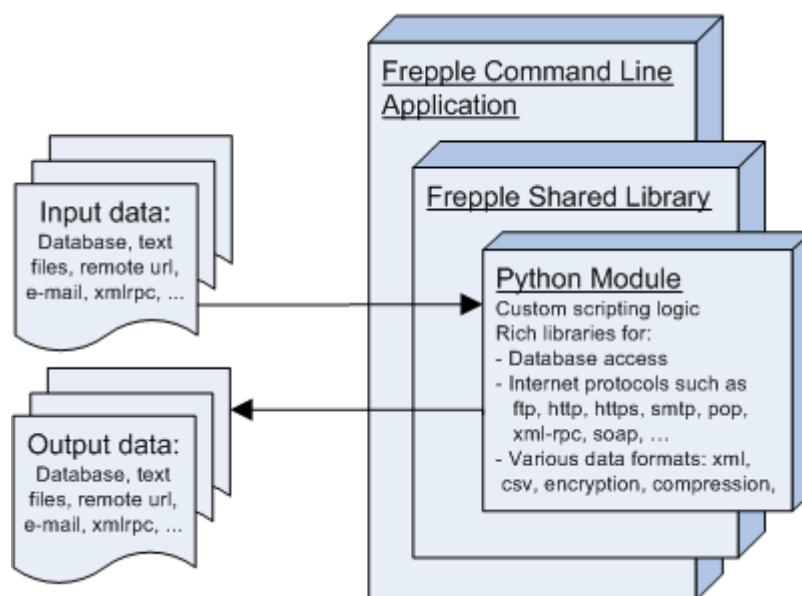 Frepple Command Line
Application
Frepple Shared Library
Input data:
Database, text
files, remote url,
e-mail, xmlrpc, ...
Python Module
Custom scripting logic
Rich libraries for:
- Database access
- Internet protocols such as
ftp, http, https, smtp, pop,
xml-rpc, soap, ...
- Various data formats: xml,
csv, encryption, compression,
Output data:
Database, text
files, remote url,
e-mail, xmlrpc, ...